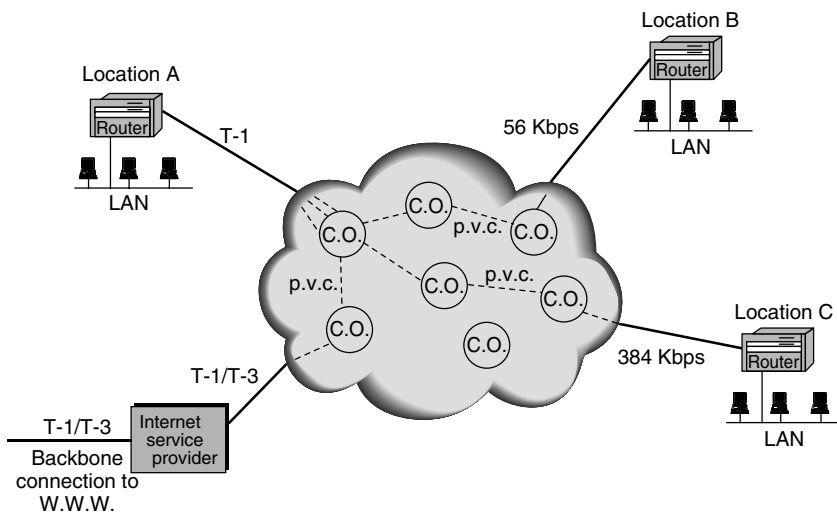 Location B
Router
LAN
Location A
Router
LAN
T-1
56 Kbps
C.O.
C.O.
C.O.
p.v.c.
p.v.c.
p.v.c.
C.O.
C.O.
C.O.
C.O.
Location C
Router
LAN
384 Kbps
T-1/T-3
T-1/T-3
Internet
service
provider
Backbone
connection to
W.W.W.